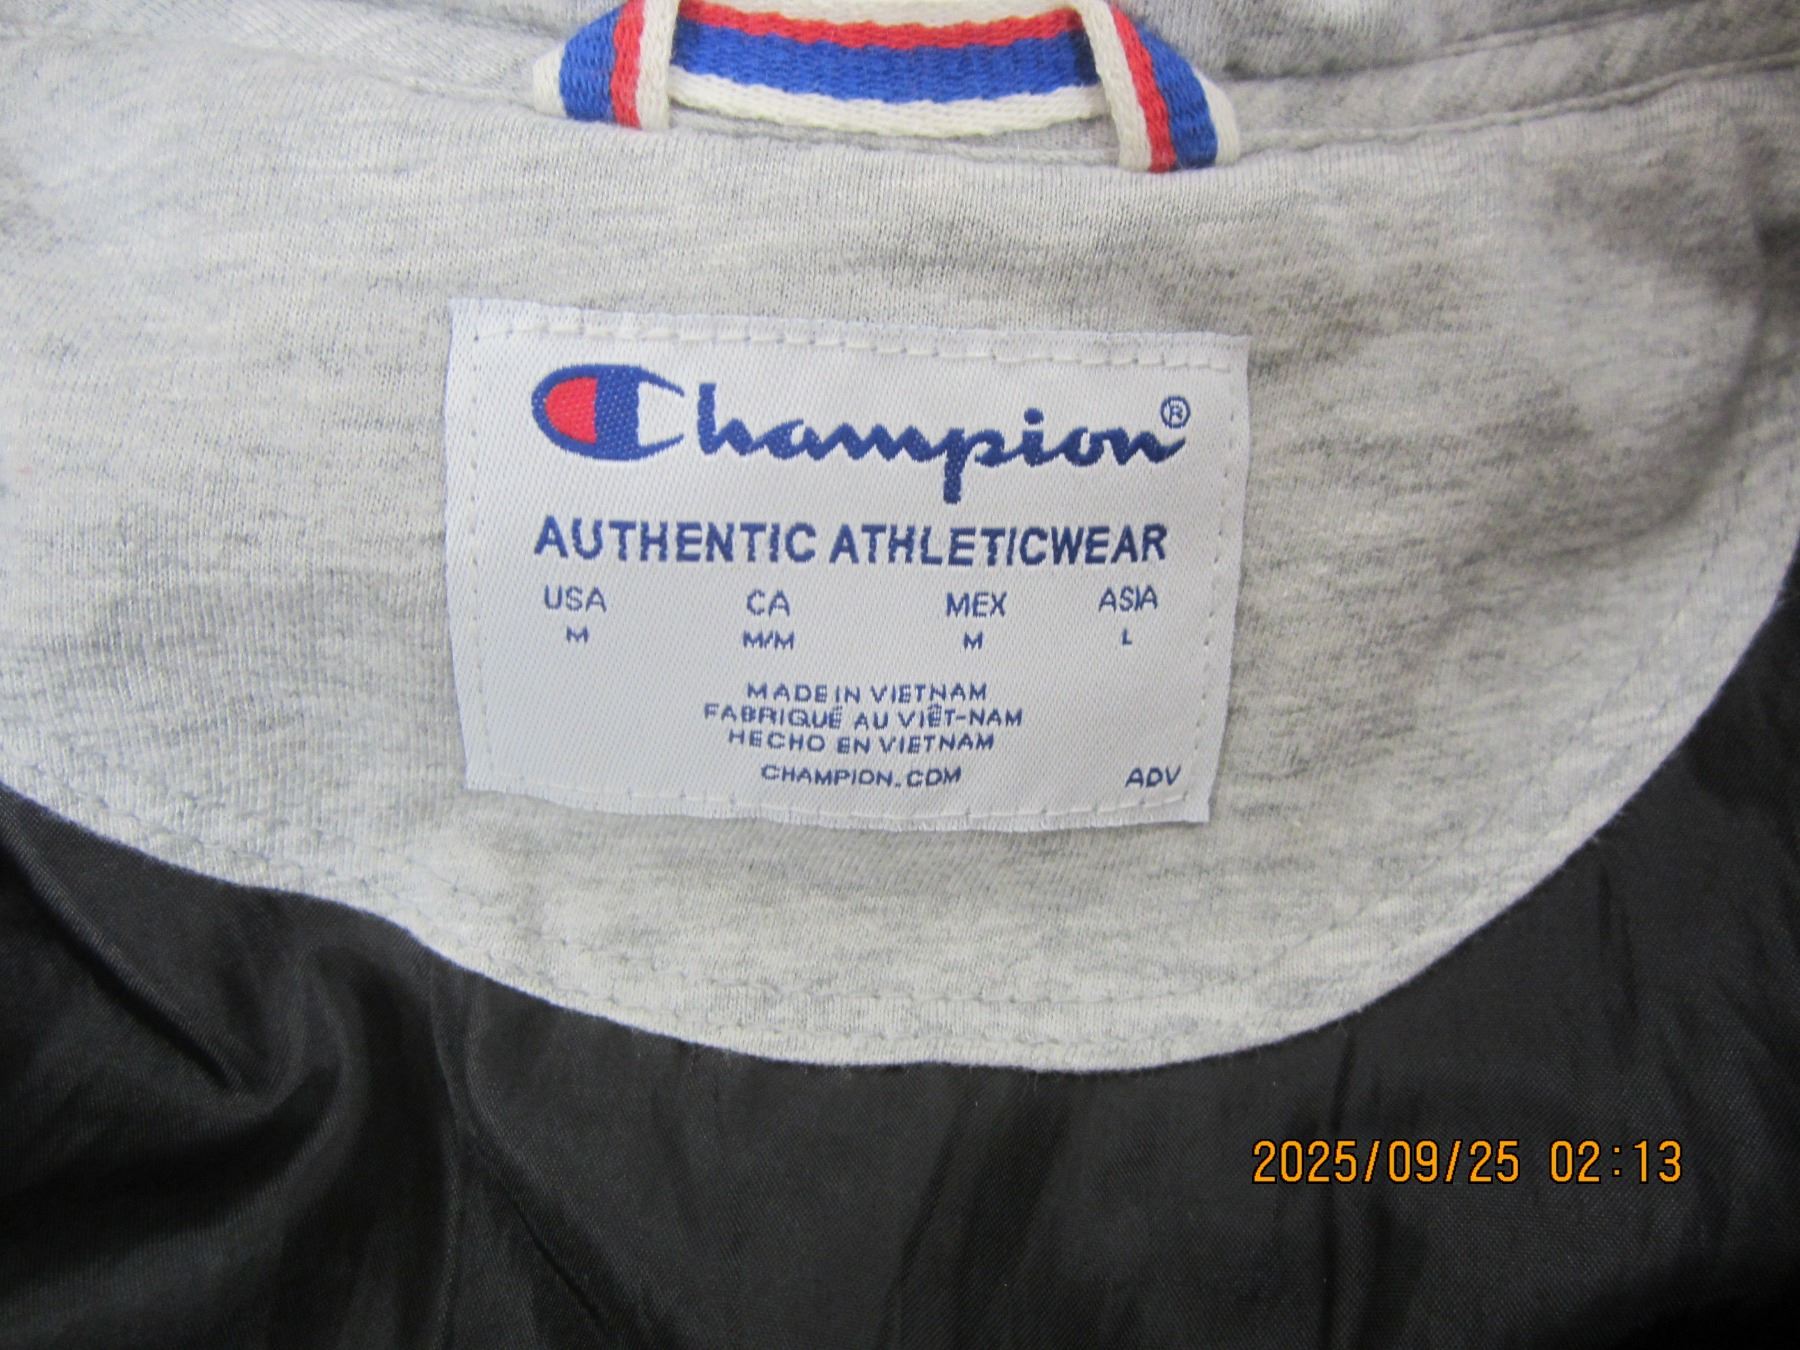 Champion®
AUTHENTIC ATHLETICWEAR
USA CA MEX ASIA
M M/M M L
MADE IN VIETNAM
FABRIQUÉ AU VIÊT-NAM
HECHO EN VIETNAM
CHAMPION.COM ADV
2025/09/25 02:13